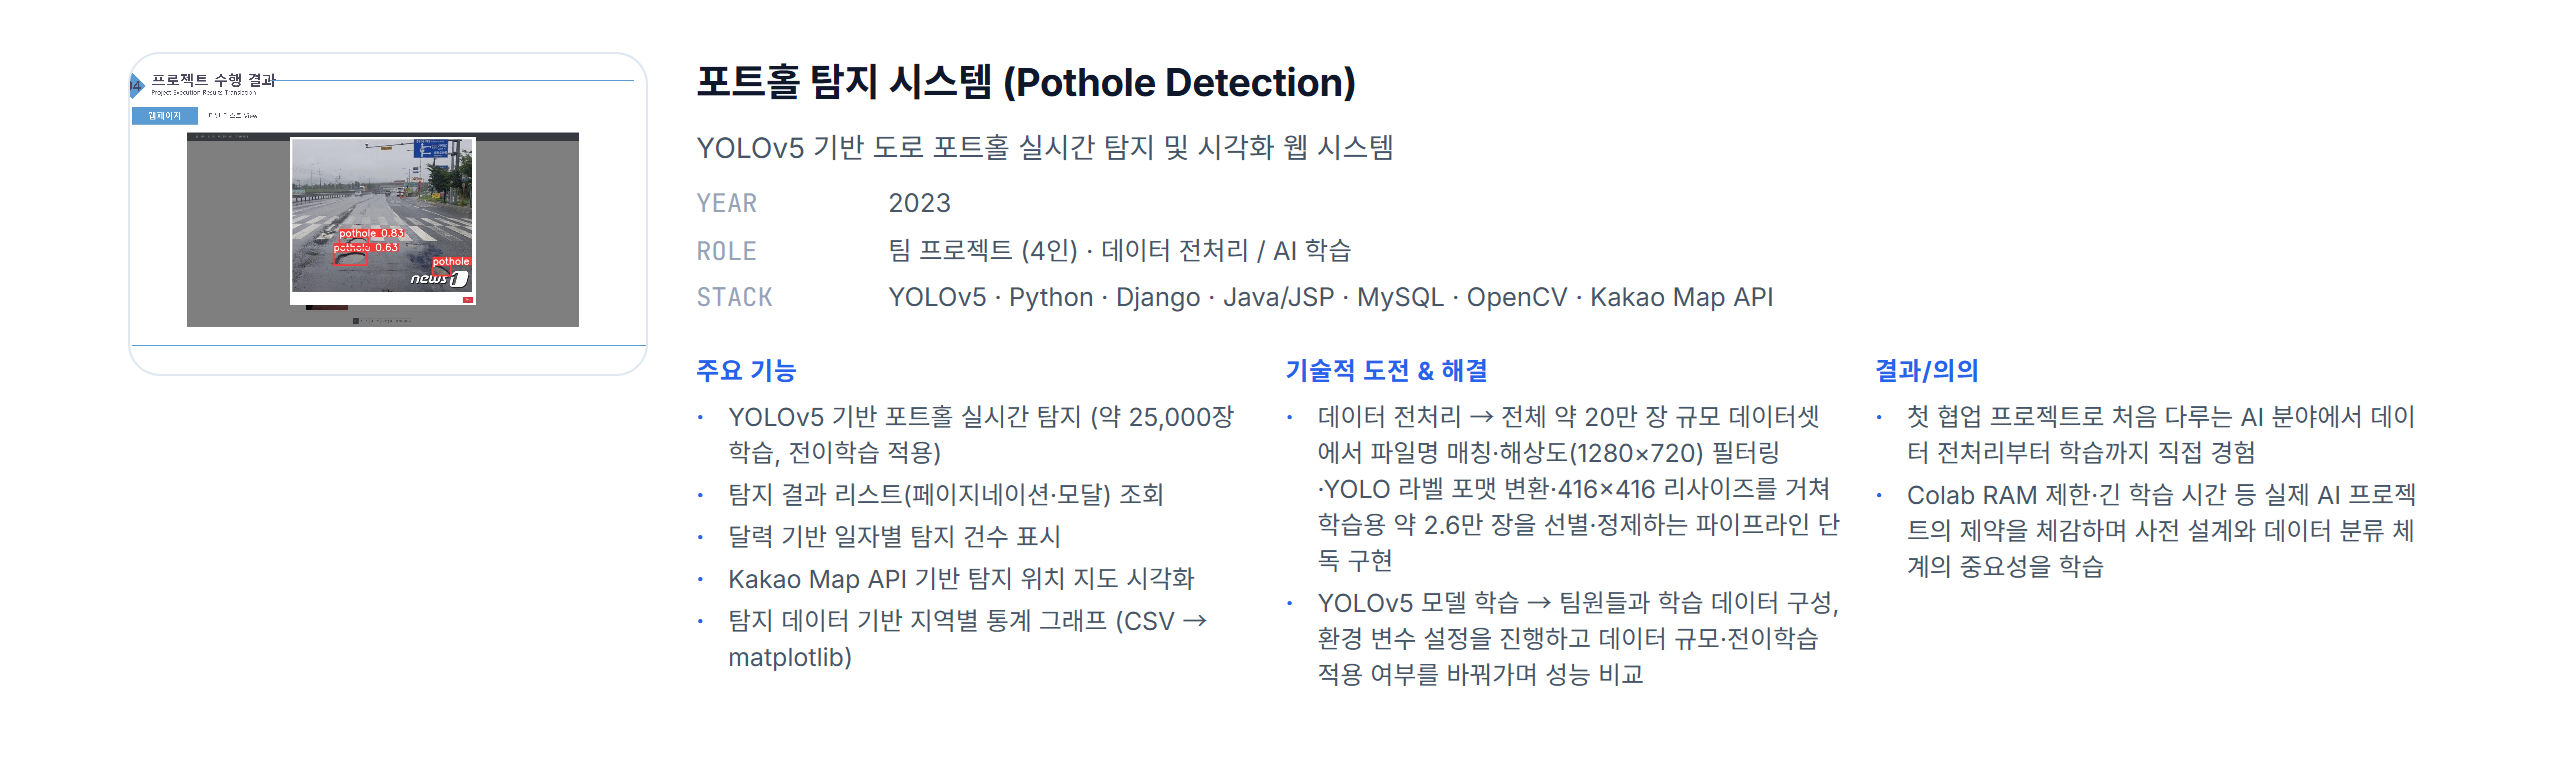 프로젝트 수행 결과
Project Execution Results Translation
웹페이지
pothole 0.83
pothole 0.63
pothole
news1
포트홀 탐지 시스템 (Pothole Detection)
YOLOv5 기반 도로 포트홀 실시간 탐지 및 시각화 웹 시스템
YEAR 2023
ROLE 팀 프로젝트 (4인) · 데이터 전처리 / AI 학습
STACK YOLOv5 · Python · Django · Java/JSP · MySQL · OpenCV · Kakao Map API
주요 기능
• YOLOv5 기반 포트홀 실시간 탐지 (약 25,000장
학습, 전이학습 적용)
• 탐지 결과 리스트(페이지네이션·모달) 조회
• 달력 기반 일자별 탐지 건수 표시
• Kakao Map API 기반 탐지 위치 지도 시각화
• 탐지 데이터 기반 지역별 통계 그래프 (CSV →
matplotlib)
기술적 도전 & 해결
• 데이터 전처리 → 전체 약 20만 장 규모 데이터셋
에서 파일명 매칭·해상도(1280×720) 필터링
·YOLO 라벨 포맷 변환·416×416 리사이즈를 거쳐
학습용 약 2.6만 장을 선별·정제하는 파이프라인 단
독 구현
• YOLOv5 모델 학습 → 팀원들과 학습 데이터 구성,
환경 변수 설정을 진행하고 데이터 규모·전이학습
적용 여부를 바꿔가며 성능 비교
결과/의의
• 첫 협업 프로젝트로 처음 다루는 AI 분야에서 데이
터 전처리부터 학습까지 직접 경험
• Colab RAM 제한·긴 학습 시간 등 실제 AI 프로젝
트의 제약을 체감하며 사전 설계와 데이터 분류 체
계의 중요성을 학습